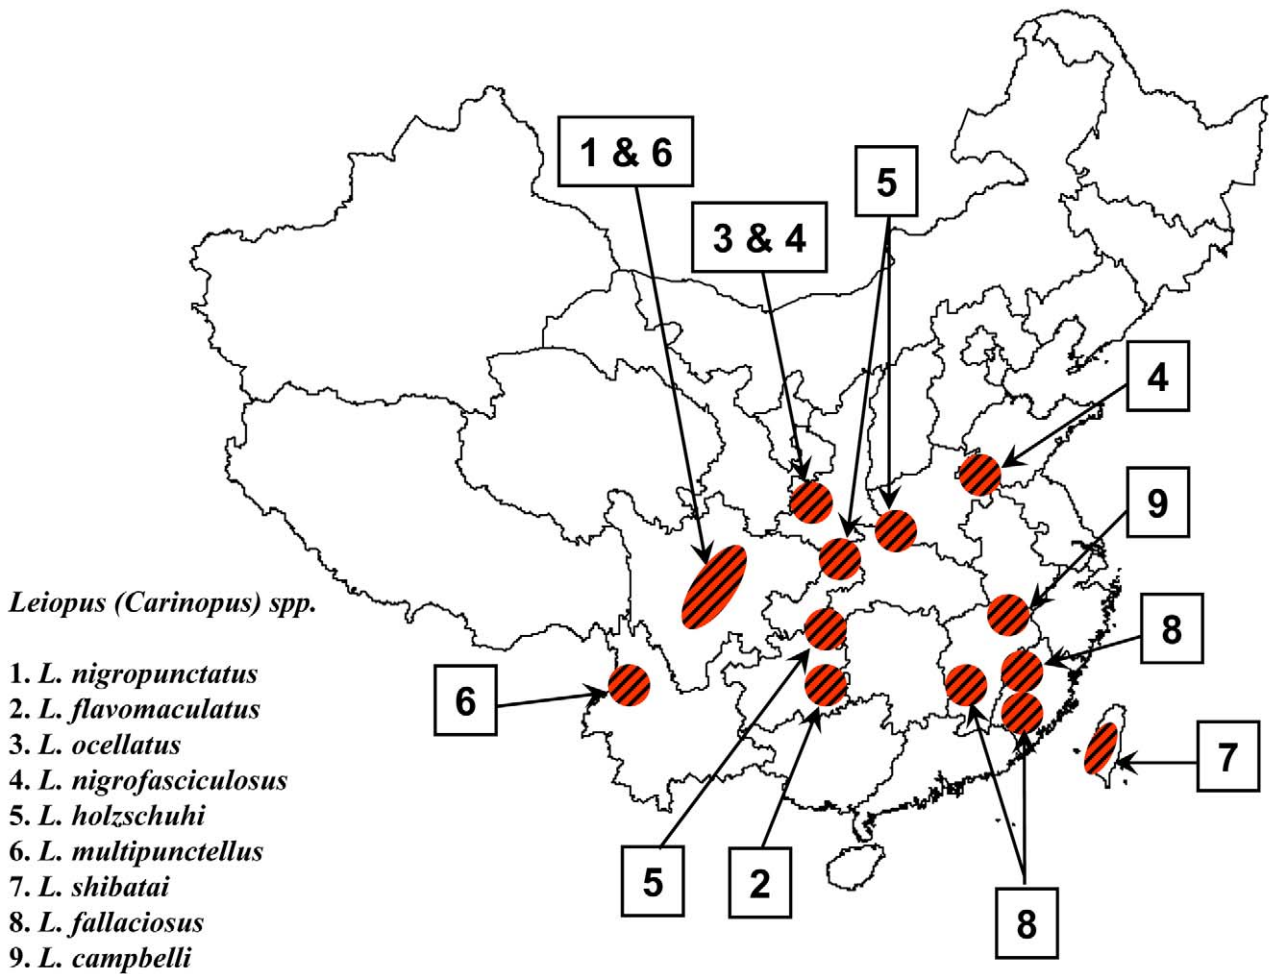 1 & 6
5
3 & 4
4
9
Leiopus (Carinopus) spp.
8
1. L. nigropunctatus
6
2. L. flavomaculatus
3. L. ocellatus
7
4. L. nigrofasciculosus
5. L. holzschuhi
6. L. multipunctellus
5
2
7. L. shibatai
8. L. fallaciosus
8
9. L. campbelli